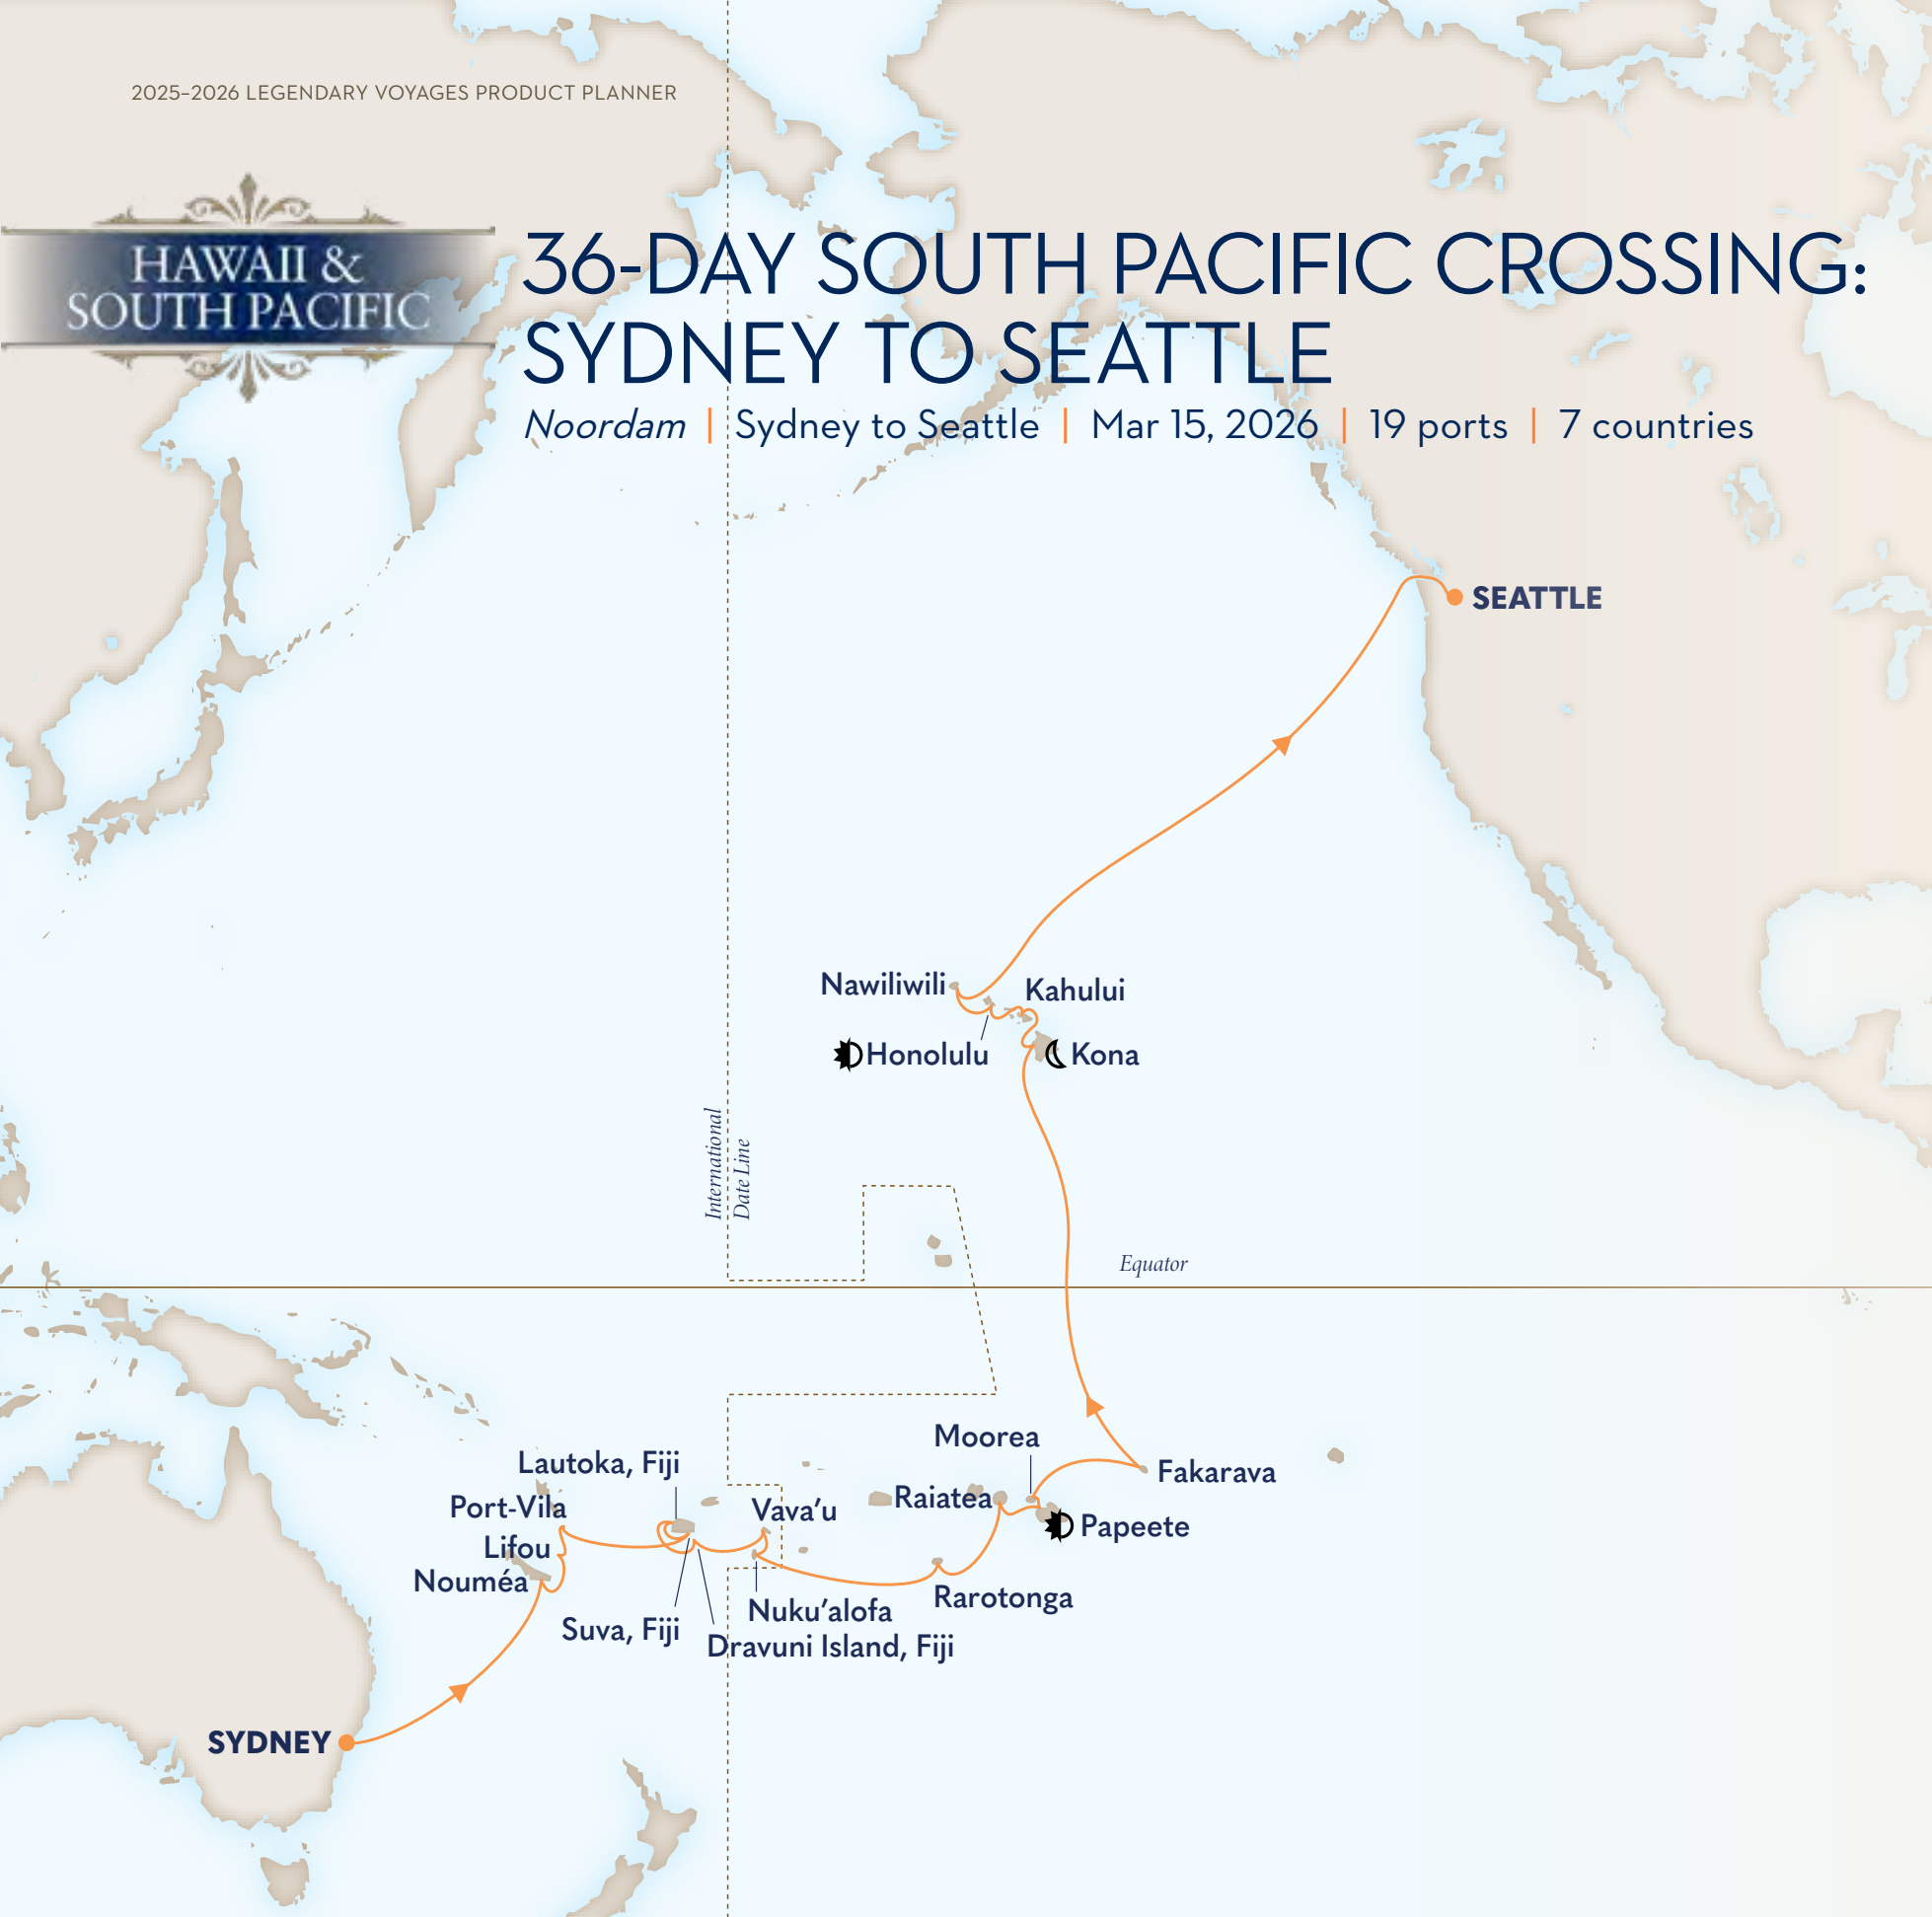 2025–2026 LEGENDARY VOYAGES PRODUCT PLANNER
HAWAII &
SOUTH PACIFIC
36-DAY SOUTH PACIFIC CROSSING:
SYDNEY TO SEATTLE
Noordam | Sydney to Seattle | Mar 15, 2026 | 19 ports | 7 countries
SEATTLE
Nawiliwili
Kahului
Honolulu
Kona
International
Date Line
Equator
Moorea
Lautoka, Fiji
Fakarava
Raiatea
Port-Vila
Vava’u
Papeete
Lifou
Nouméa
Rarotonga
Nuku’alofa
Suva, Fiji
Dravuni Island, Fiji
SYDNEY